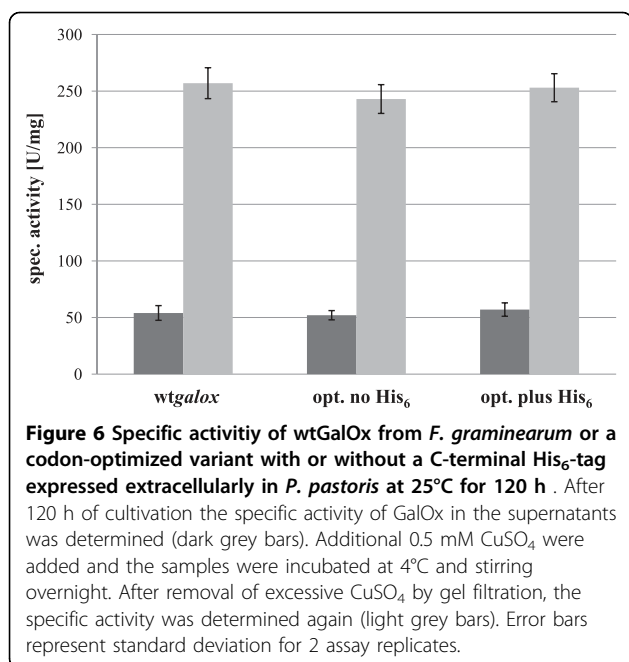 300
250
200
150
100
50
0
spec. activity [U/mg]
wtgalox opt. no His₆ opt. plus His₆
Figure 6 Specific activitiy of wtGalOx from F. graminearum or a
codon-optimized variant with or without a C-terminal His₆-tag
expressed extracellularly in P. pastoris at 25°C for 120 h . After
120 h of cultivation the specific activity of GalOx in the supernatants
was determined (dark grey bars). Additional 0.5 mM CuSO₄ were
added and the samples were incubated at 4°C and stirring
overnight. After removal of excessive CuSO₄ by gel filtration, the
specific activity was determined again (light grey bars). Error bars
represent standard deviation for 2 assay replicates.